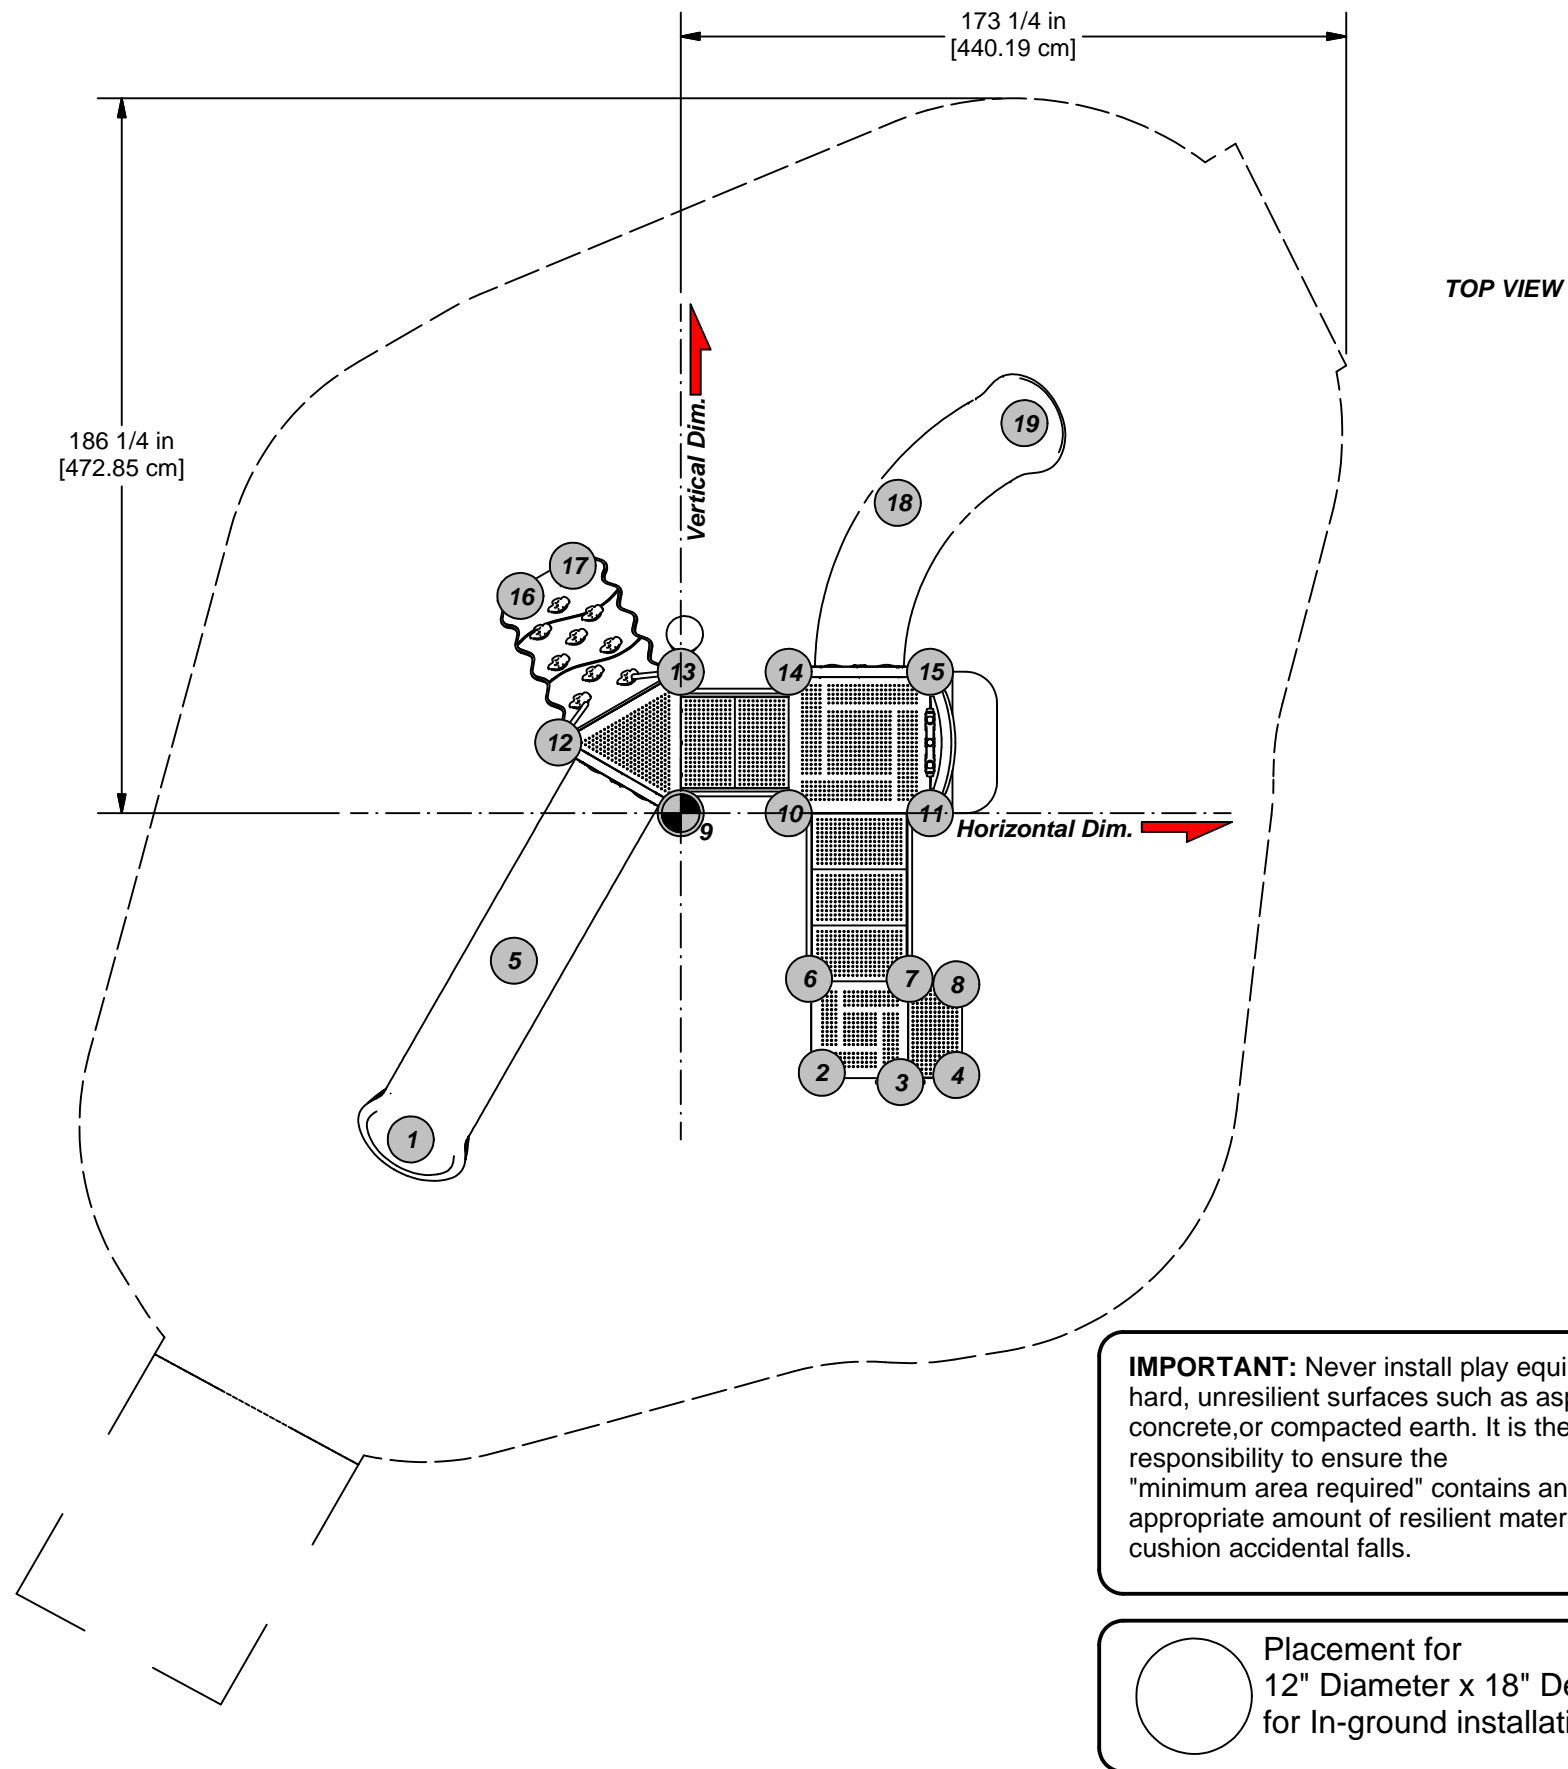 173 1/4 in
[440.19 cm]
TOP VIEW
186 1/4 in
[472.85 cm]
Vertical Dim.
19
18
17
16
13
14
15
12
9
10
11
Horizontal Dim.
5
6
7
8
2
3
4
1
IMPORTANT: Never install play equi
hard, unresilient surfaces such as as
concrete,or compacted earth. It is the
responsibility to ensure the
"minimum area required" contains an
appropriate amount of resilient mater
cushion accidental falls.
Placement for
12" Diameter x 18" De
for In-ground installati